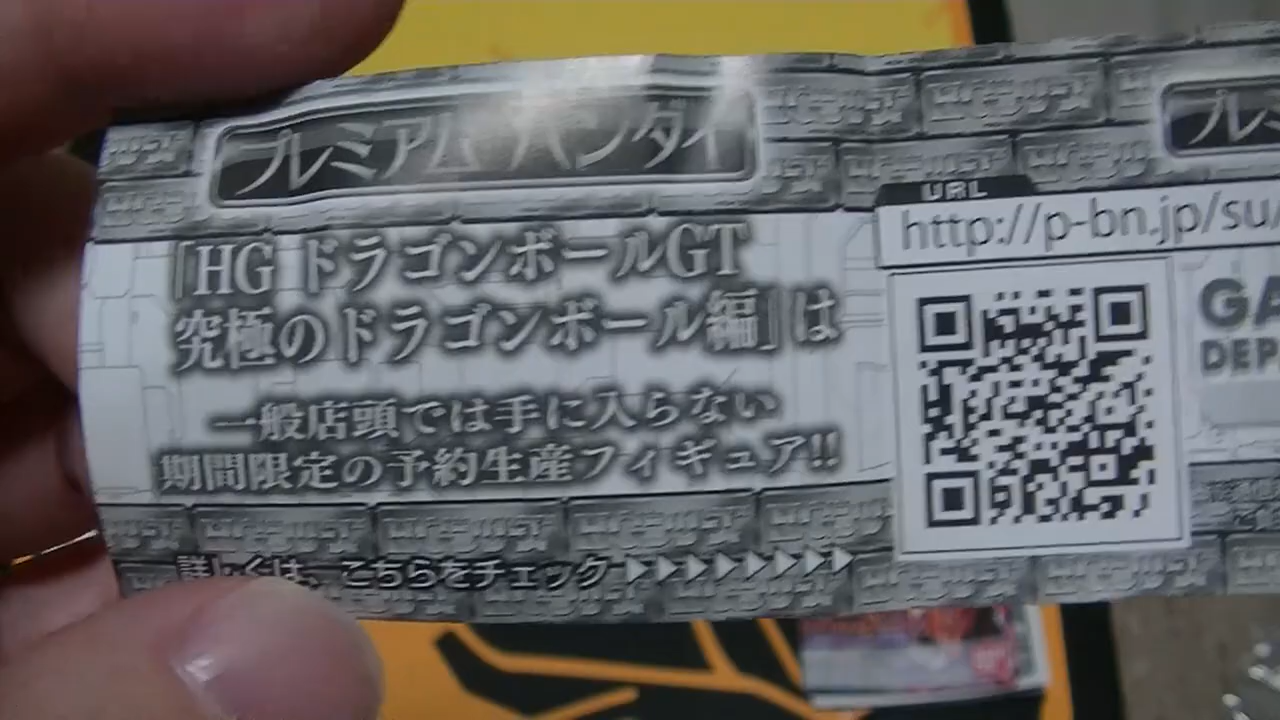 プレミアム バンダイ
「HG ドラゴンボールGT
究極のドラゴンボール編」は
一般店頭では手に入らない
期間限定の予約生産フィギュア!!
詳しくは、こちらをチェック
URL
http://p-bn.jp/su/
GA
DEP
プレミ